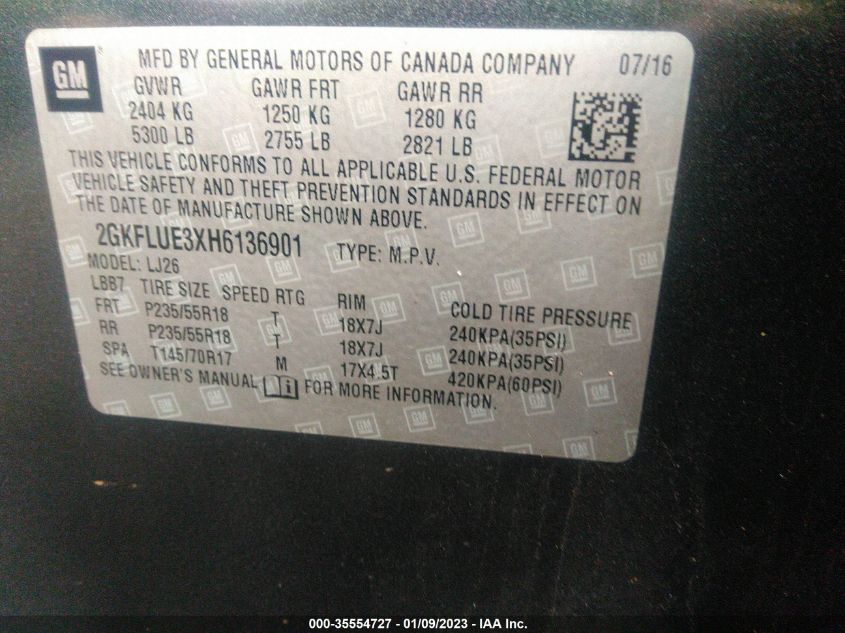 GM
MFD BY GENERAL MOTORS OF CANADA COMPANY 07/16
GVWR GAWR FRT GAWR RR
2404 KG 1250 KG 1280 KG
5300 LB 2755 LB 2821 LB
THIS VEHICLE CONFORMS TO ALL APPLICABLE U.S. FEDERAL MOTOR
VEHICLE SAFETY AND THEFT PREVENTION STANDARDS IN EFFECT ON
THE DATE OF MANUFACTURE SHOWN ABOVE.
2GKFLUE3XH6136901 TYPE: M.P.V.
MODEL: LJ26
LBB7 TIRE SIZE SPEED RTG RIM COLD TIRE PRESSURE
FRT P235/55R18 T 18X7J 240KPA(35PSI)
RR P235/55R18 T 18X7J 240KPA(35PSI)
SPA T145/70R17 M 17X4.5T 420KPA(60PSI)
SEE OWNER'S MANUAL FOR MORE INFORMATION.
000-35554727 - 01/09/2023 - IAA Inc.